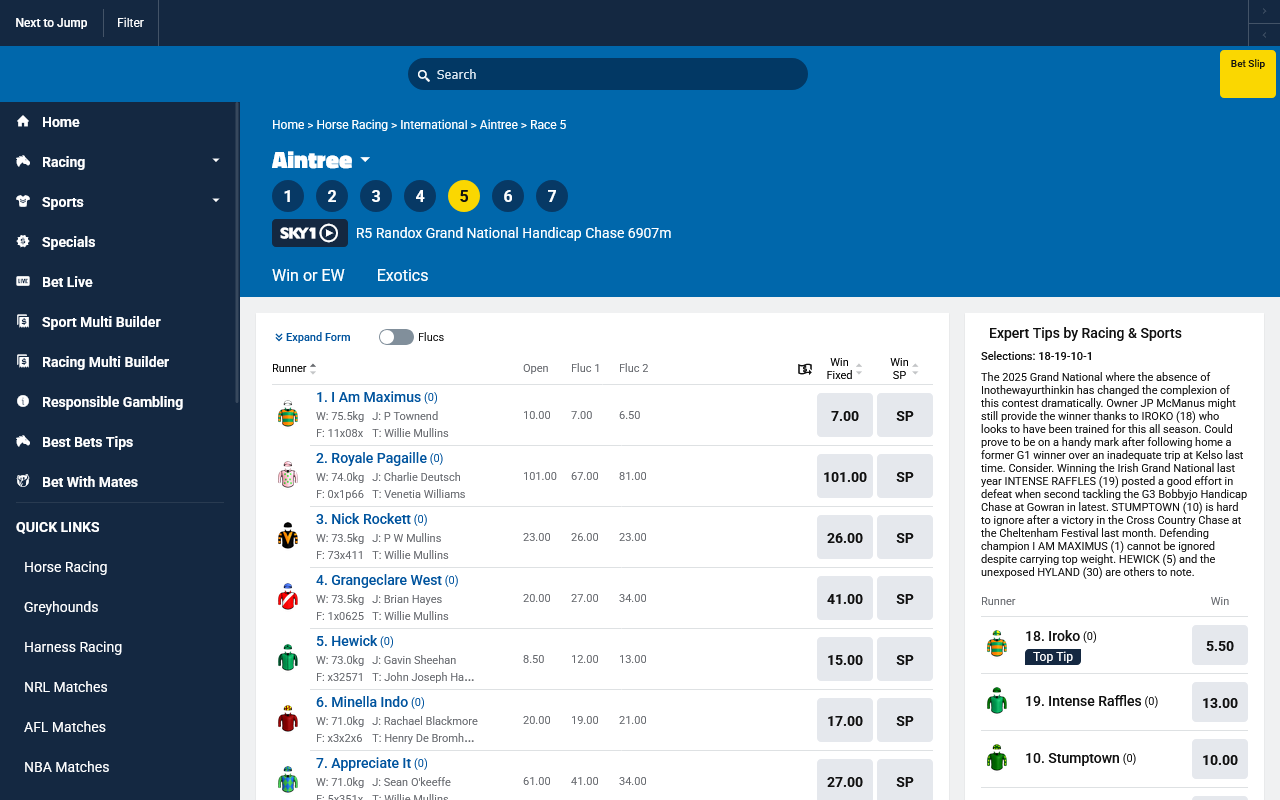 Next to Jump
Filter
Search
Bet Slip
Home
Racing
Sports
Specials
LIVE Bet Live
Sport Multi Builder
Racing Multi Builder
Responsible Gambling
Best Bets Tips
Bet With Mates
QUICK LINKS
Horse Racing
Greyhounds
Harness Racing
NRL Matches
AFL Matches
NBA Matches
Home > Horse Racing > International > Aintree > Race 5
Aintree
1 2 3 4 5 6 7
SKY1 R5 Randox Grand National Handicap Chase 6907m
Win or EW Exotics
Expand Form Flucs
Runner Open Fluc 1 Fluc 2 Win Fixed Win SP
1. I Am Maximus (0)
W: 75.5kg J: P Townend 10.00 7.00 6.50 7.00 SP
F: 11x08x T: Willie Mullins
2. Royale Pagaille (0)
W: 74.0kg J: Charlie Deutsch 101.00 67.00 81.00 101.00 SP
F: 0x1p66 T: Venetia Williams
3. Nick Rockett (0)
W: 73.5kg J: P W Mullins 23.00 26.00 23.00 26.00 SP
F: 73x411 T: Willie Mullins
4. Grangeclare West (0)
W: 73.5kg J: Brian Hayes 20.00 27.00 34.00 41.00 SP
F: 1x0625 T: Willie Mullins
5. Hewick (0)
W: 73.0kg J: Gavin Sheehan 8.50 12.00 13.00 15.00 SP
F: x32571 T: John Joseph Ha...
6. Minella Indo (0)
W: 71.0kg J: Rachael Blackmore 20.00 19.00 21.00 17.00 SP
F: x3x2x6 T: Henry De Bromh...
7. Appreciate It (0)
W: 71.0kg J: Sean O'keeffe 61.00 41.00 34.00 27.00 SP
F: 5x351x T: Willie Mullins
Expert Tips by Racing & Sports
Selections: 18-19-10-1
The 2025 Grand National where the absence of
Inothewayurthinkin has changed the complexion of
this contest dramatically. Owner JP McManus might
still provide the winner thanks to IROKO (18) who
looks to have been trained for this all season. Could
prove to be on a handy mark after following home a
former G1 winner over an inadequate trip at Kelso last
time. Consider. Winning the Irish Grand National last
year INTENSE RAFFLES (19) posted a good effort in
defeat when second tackling the G3 Bobbyjo Handicap
Chase at Gowran in latest. STUMPTOWN (10) is hard
to ignore after a victory in the Cross Country Chase at
the Cheltenham Festival last month. Defending
champion I AM MAXIMUS (1) cannot be ignored
despite carrying top weight. HEWICK (5) and the
unexposed HYLAND (30) are others to note.
Runner Win
18. Iroko (0) 5.50
Top Tip
19. Intense Raffles (0) 13.00
10. Stumptown (0) 10.00